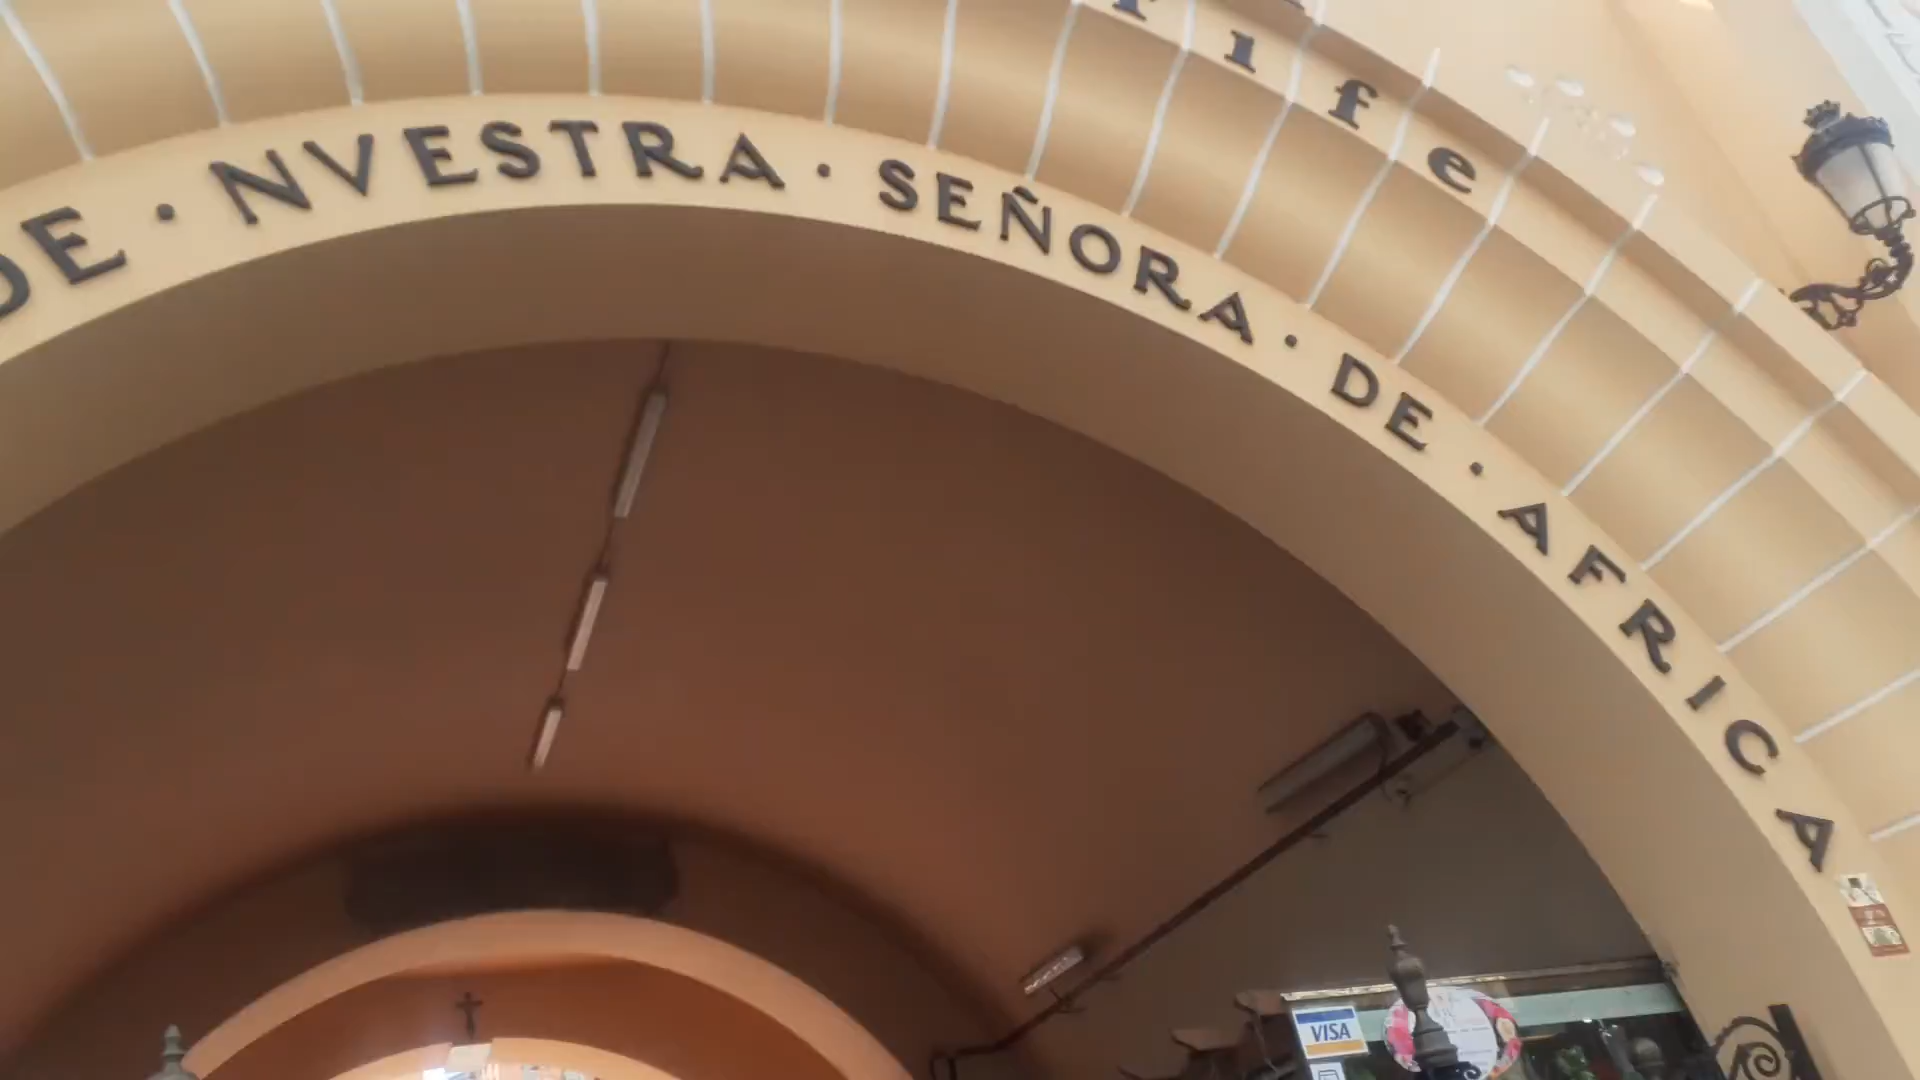 rife
DE · NVESTRA · SEÑORA · DE · AFRICA
VISA